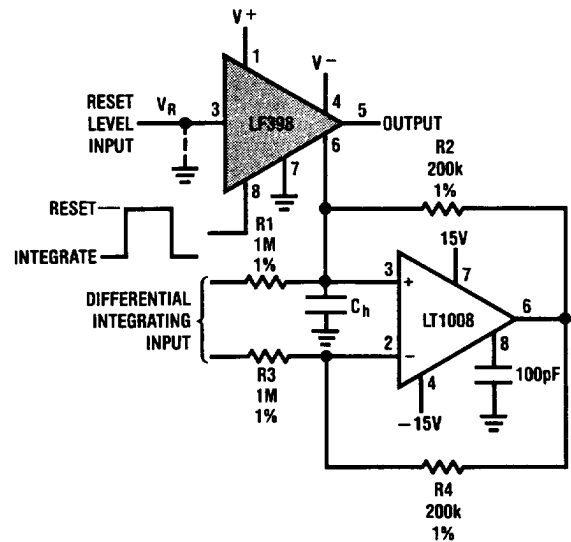 V+
1
V−
4
RESET
LEVEL
INPUT
VR
3
LF398
5
OUTPUT
6
7
8
R2
200k
1%
RESET
INTEGRATE
R1
1M
1%
15V
7
DIFFERENTIAL
INTEGRATING
INPUT
3
+
Ch
LT1008
6
2
−
8
100pF
R3
1M
1%
4
−15V
R4
200k
1%